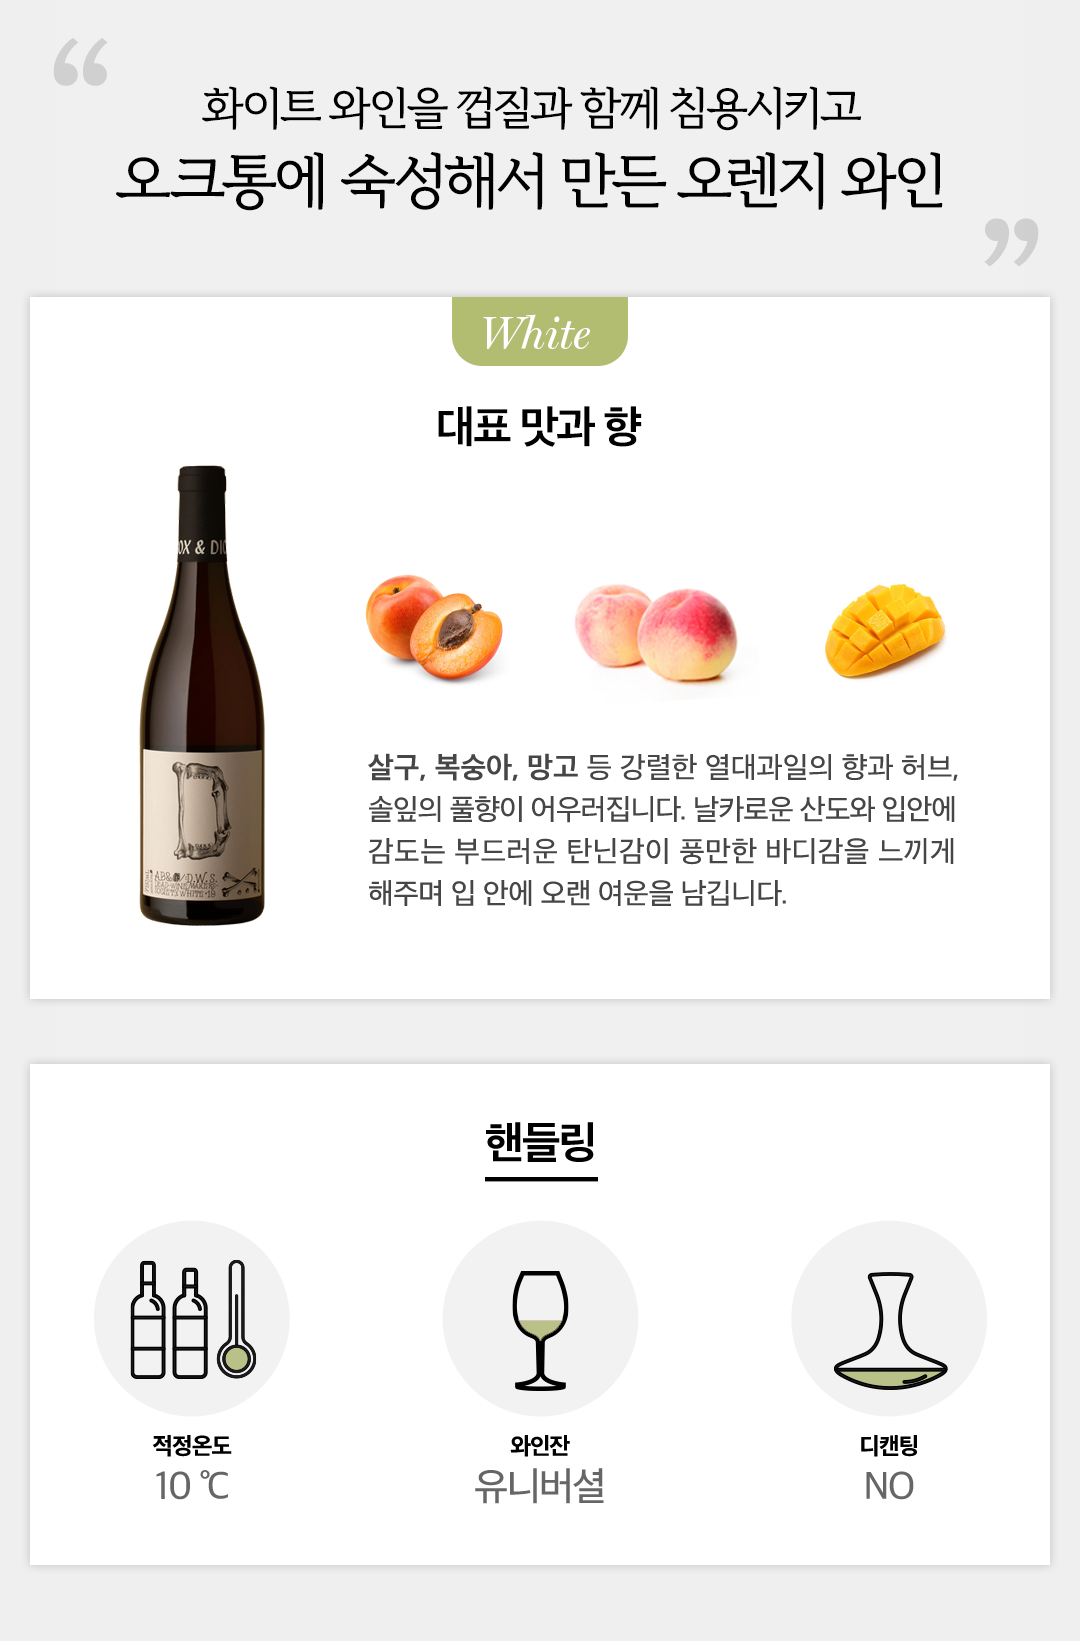 “
화이트 와인을 껍질과 함께 침용시키고
오크통에 숙성해서 만든 오렌지 와인
”
White
대표 맛과 향
OX & DIO
살구, 복숭아, 망고 등 강렬한 열대과일의 향과 허브,
솔잎의 풀향이 어우러집니다. 날카로운 산도와 입안에
감도는 부드러운 탄닌감이 풍만한 바디감을 느끼게
해주며 입 안에 오랜 여운을 남깁니다.
D.W.S.
WHITE
핸들링
적정온도
10 ℃
와인잔
유니버셜
디캔팅
NO